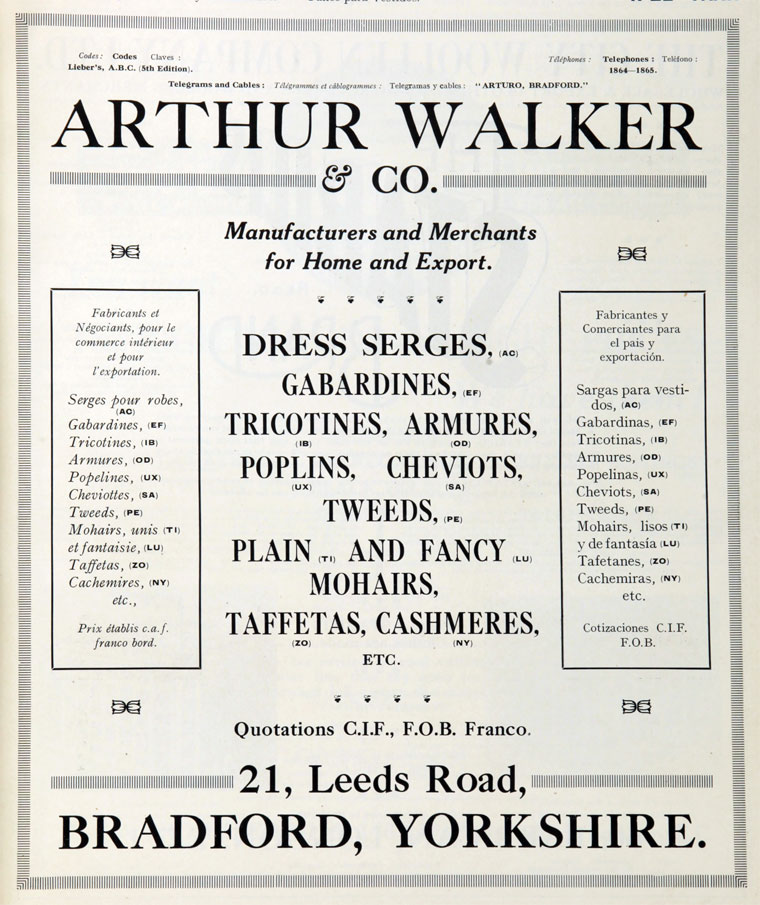 Codes: Codes Claves:
Lieber's, A.B.C. (5th Edition).
Téléphones: Telephones: Teléfono:
1864—1865.
Telegrams and Cables: Télégrammes et câblogrammes: Telegramas y cables: "ARTURO, BRADFORD."
ARTHUR WALKER
& CO.
Manufacturers and Merchants
for Home and Export.
Fabricants et
Négociants, pour le
commerce intérieur
et pour
l'exportation.
Serges pour robes,
(AC)
Gabardines, (EF)
Tricotines, (IB)
Armures, (OD)
Popelines, (UX)
Cheviottes, (SA)
Tweeds, (PE)
Mohairs, unis (TI)
et fantaisie, (LU)
Taffetas, (ZO)
Cachemires, (NY)
etc.,
Prix établis c.a.f.
franco bord.
DRESS SERGES, (AC)
GABARDINES, (EF)
TRICOTINES, ARMURES,
(IB) (OD)
POPLINS, CHEVIOTS,
(UX) (SA)
TWEEDS, (PE)
PLAIN (TI) AND FANCY (LU)
MOHAIRS,
TAFFETAS, CASHMERES,
(ZO) (NY)
ETC.
Fabricantes y
Comerciantes para
el pais y
exportación.
Sargas para vesti-
dos, (AC)
Gabardinas, (EF)
Tricotinas, (IB)
Armures, (OD)
Popelinas, (UX)
Cheviots, (SA)
Tweeds, (PE)
Mohairs, lisos (TI)
y de fantasía (LU)
Tafetanes, (ZO)
Cachemiras, (NY)
etc.
Cotizaciones C.I.F.
F.O.B.
Quotations C.I.F., F.O.B. Franco.
21, Leeds Road,
BRADFORD, YORKSHIRE.